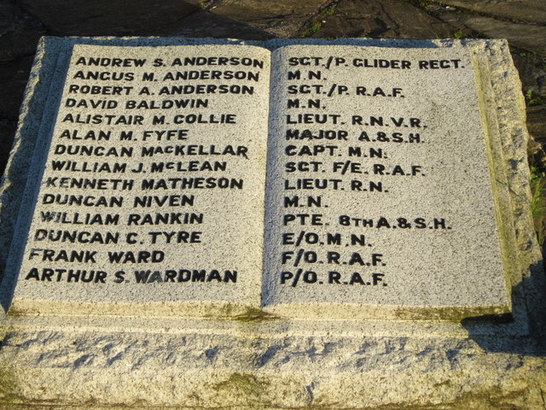 ANDREW S. ANDERSON SGT./P. GLIDER REGT.
ANGUS M. ANDERSON M.N.
ROBERT A. ANDERSON SGT./P. R.A.F.
DAVID BALDWIN M.N.
ALISTAIR M. COLLIE LIEUT. R.N.V.R.
ALAN M. FYFE MAJOR A.&S.H.
DUNCAN MACKELLAR CAPT. M.N.
WILLIAM J. MCLEAN SGT. F/E. R.A.F.
KENNETH MATHESON LIEUT. R.N.
DUNCAN NIVEN M.N.
WILLIAM RANKIN PTE. 8TH A.&S.H.
DUNCAN C. TYRE E/O. M.N.
FRANK WARD F/O. R.A.F.
ARTHUR S. WARDMAN P/O. R.A.F.